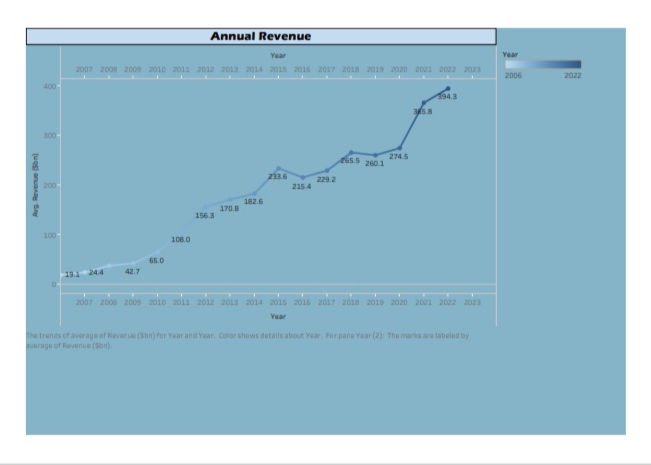 Annual Revenue
Year
2007 2008 2009 2010 2011 2012 2013 2014 2015 2016 2017 2018 2019 2020 2021 2022 2023
Year
2006 2022
400
394.3
365.8
300
274.5
265.5
260.1
233.6
229.2
215.4
200
182.6
170.8
156.3
Avg. Revenue ($bn)
108.0
100
65.0
42.7
24.4
19.1
0
2007 2008 2009 2010 2011 2012 2013 2014 2015 2016 2017 2018 2019 2020 2021 2022 2023
Year
The trends of average of Revenue ($bn) for Year and Year. Color shows details about Year. For pane Year (2): The marks are labeled by
average of Revenue ($bn).